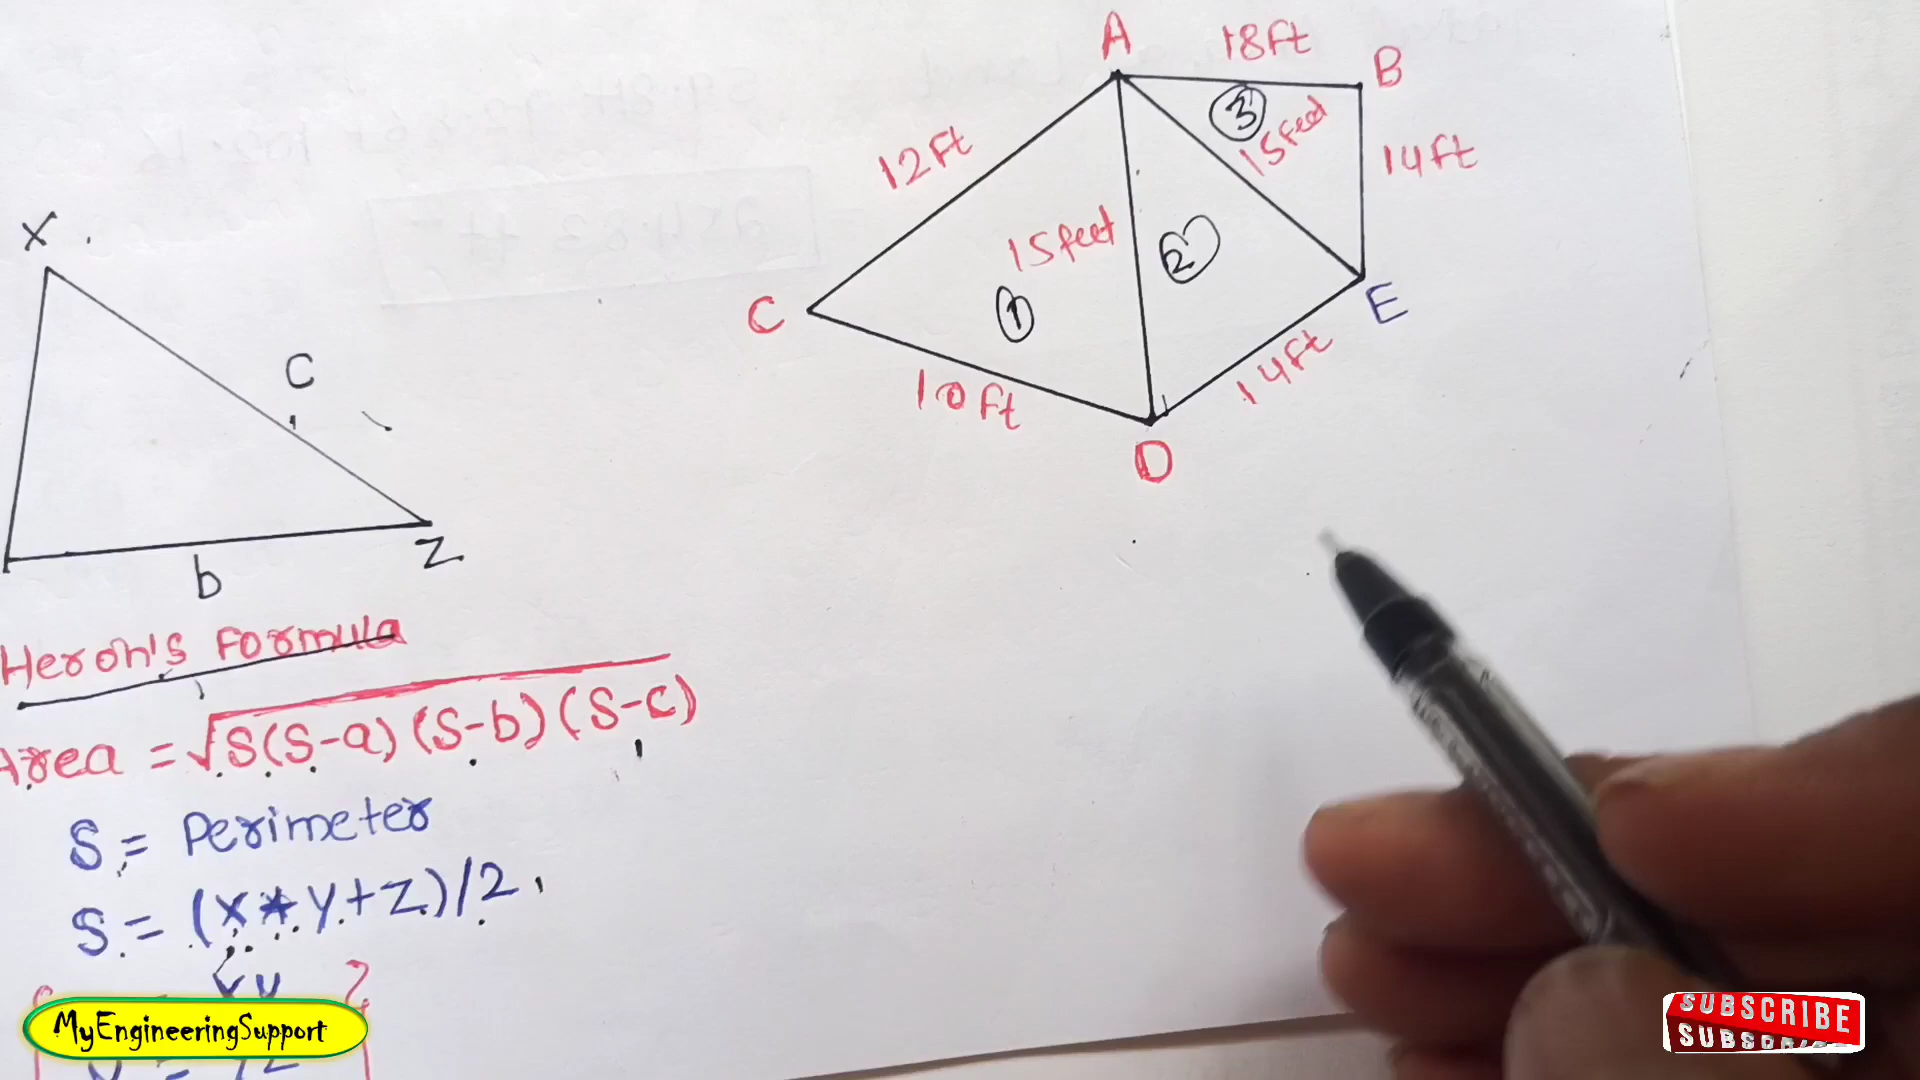 A
18ft
B
3
15feet
14ft
12ft
15feet
2
C
1
E
10ft
14ft
D
X
C
b
Z
Heron's Formula
Area = √S(S-a)(S-b)(S-c)
S = Perimeter
S = (X+Y+Z)/2
MyEngineeringSupport
SUBSCRIBE